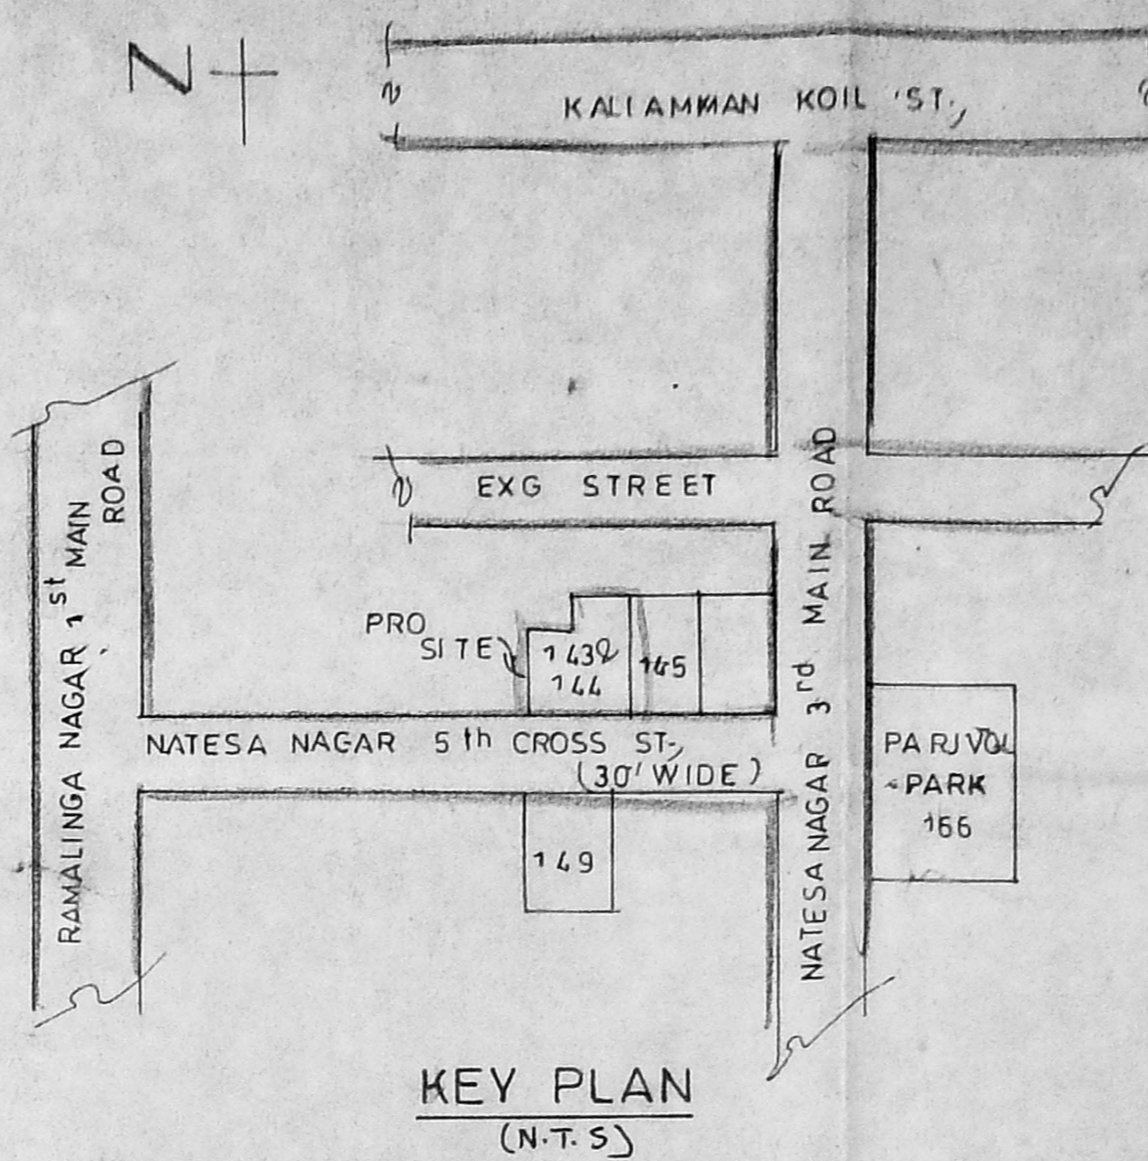 N
KALIAMMAN KOIL ST.,
RAMALINGA NAGAR 1st MAIN
ROAD
EXG STREET
NATESA NAGAR 3rd MAIN ROAD
PRO
SITE
143&
144
145
NATESA NAGAR 5th CROSS ST.,
(30' WIDE)
PARK
166
149
KEY PLAN
(N.T.S)